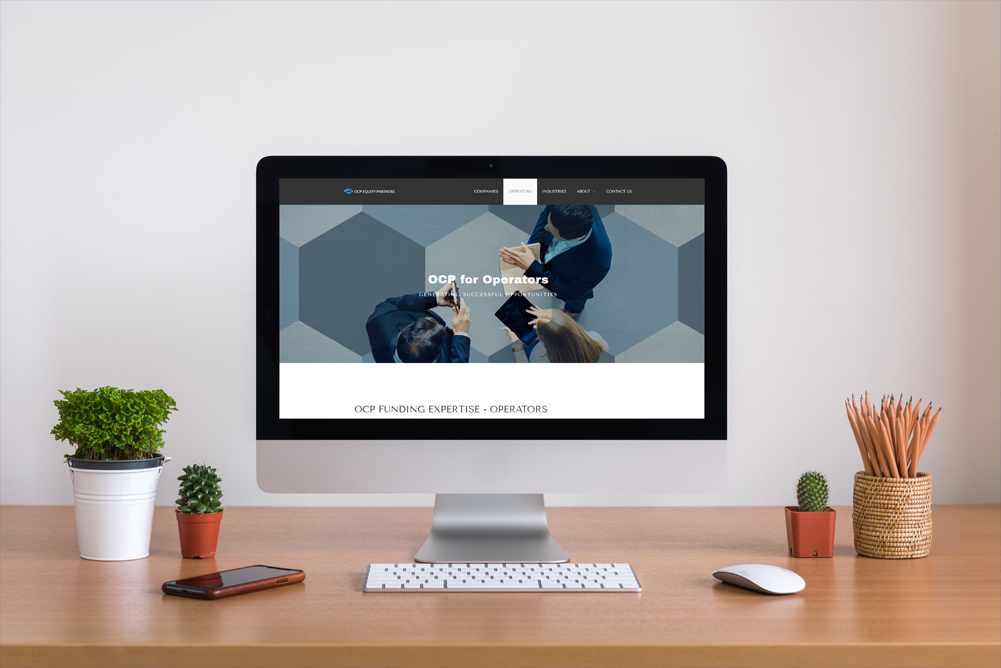 OCP EQUITY PARTNERS
COMPANIES OPERATORS INDUSTRIES ABOUT CONTACT US
OCP for Operators
GENERATING SUCCESSFUL OPPORTUNITIES
OCP FUNDING EXPERTISE - OPERATORS